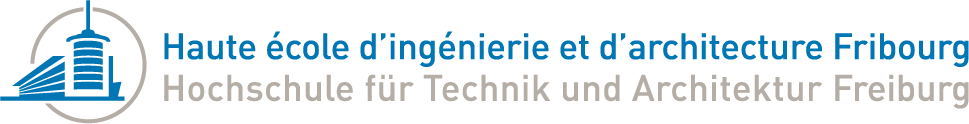 Haute école d’ingénierie et d’architecture Fribourg
Hochschule für Technik und Architektur Freiburg